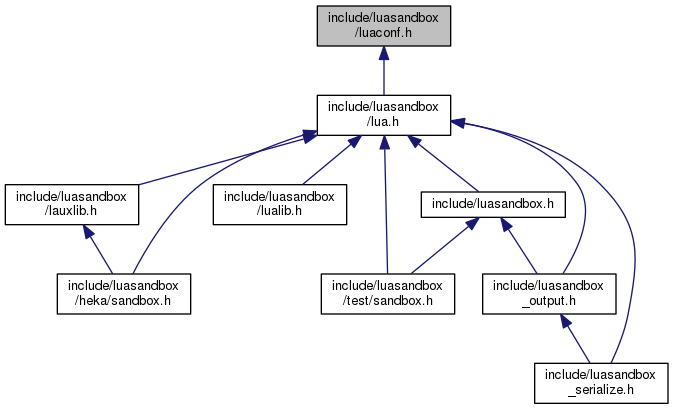 include/luasandbox
/luaconf.h
include/luasandbox
/lua.h
include/luasandbox
/lauxlib.h
include/luasandbox
/lualib.h
include/luasandbox.h
include/luasandbox
/heka/sandbox.h
include/luasandbox
/test/sandbox.h
include/luasandbox
_output.h
include/luasandbox
_serialize.h